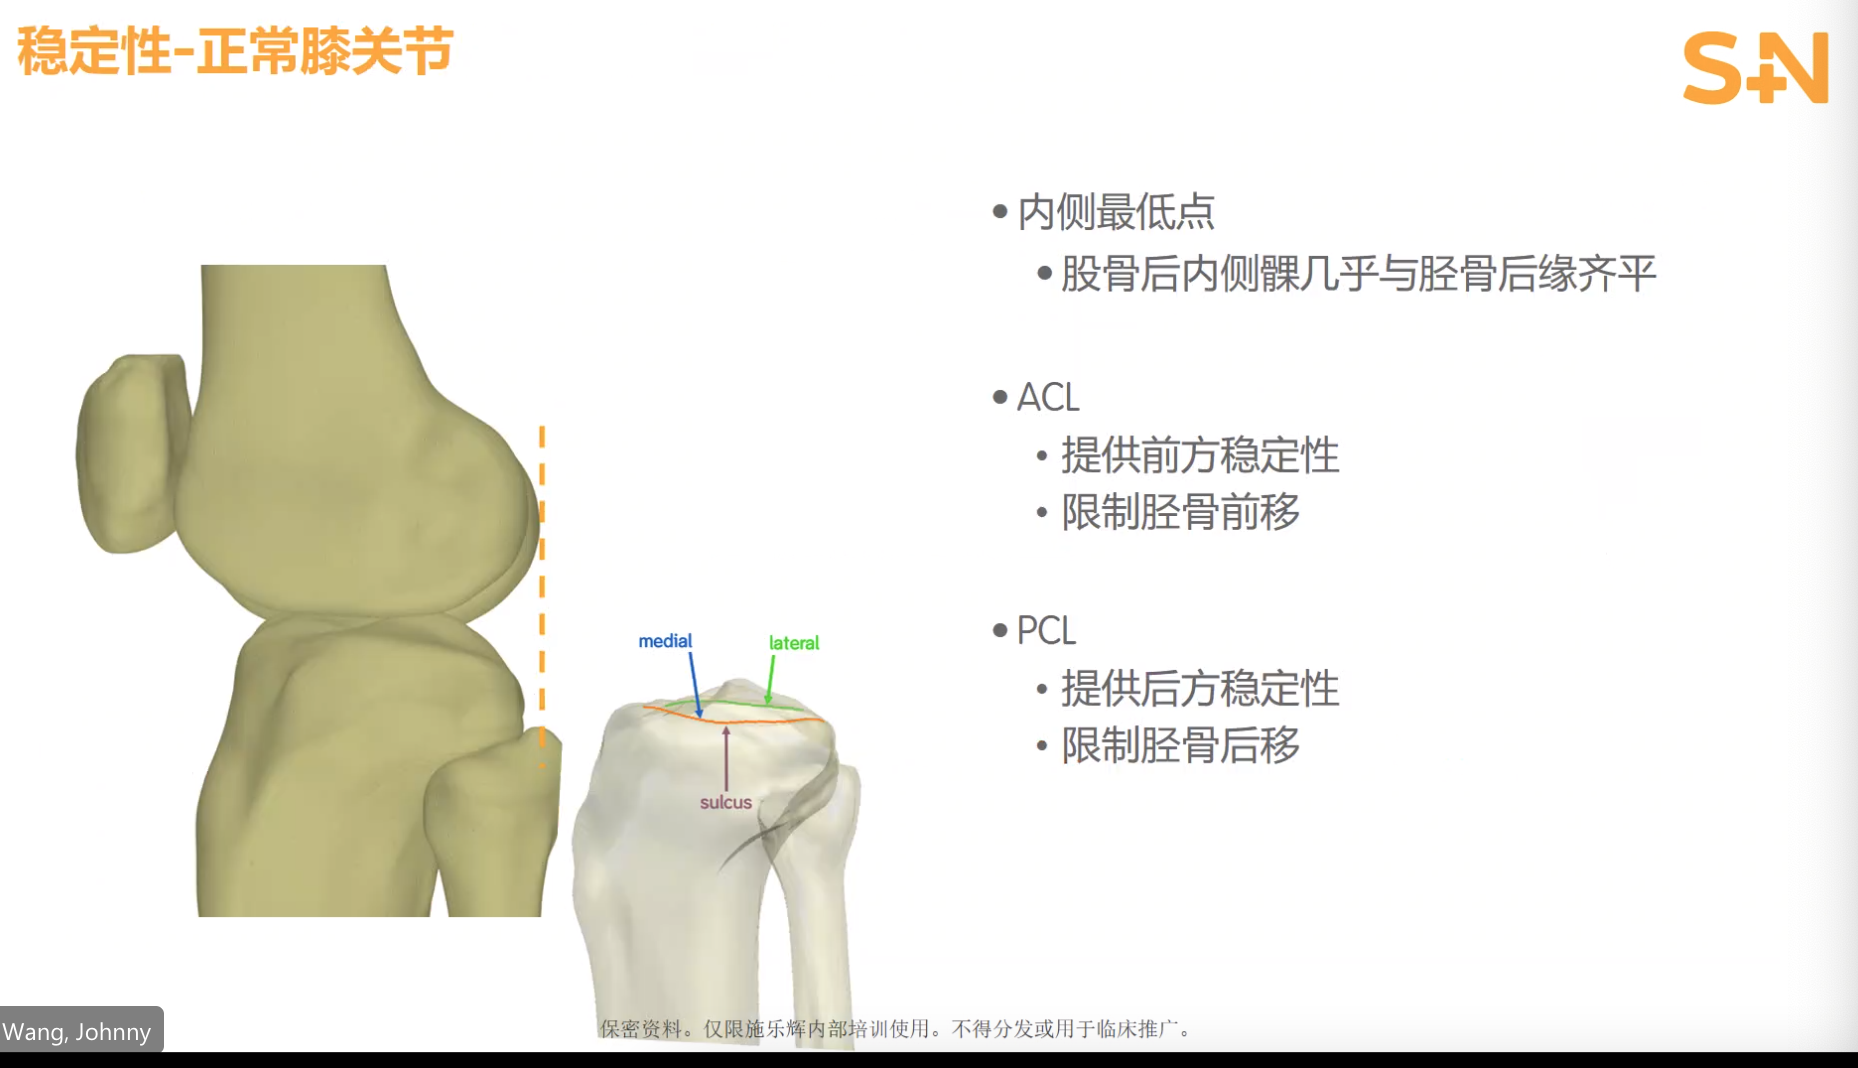 稳定性-正常膝关节
S+N
• 内侧最低点
• 股骨后内侧髁几乎与胫骨后缘齐平
• ACL
• 提供前方稳定性
• 限制胫骨前移
• PCL
• 提供后方稳定性
• 限制胫骨后移
medial
lateral
sulcus
Wang, Johnny
保密资料。仅限施乐辉内部培训使用。不得分发或用于临床推广。